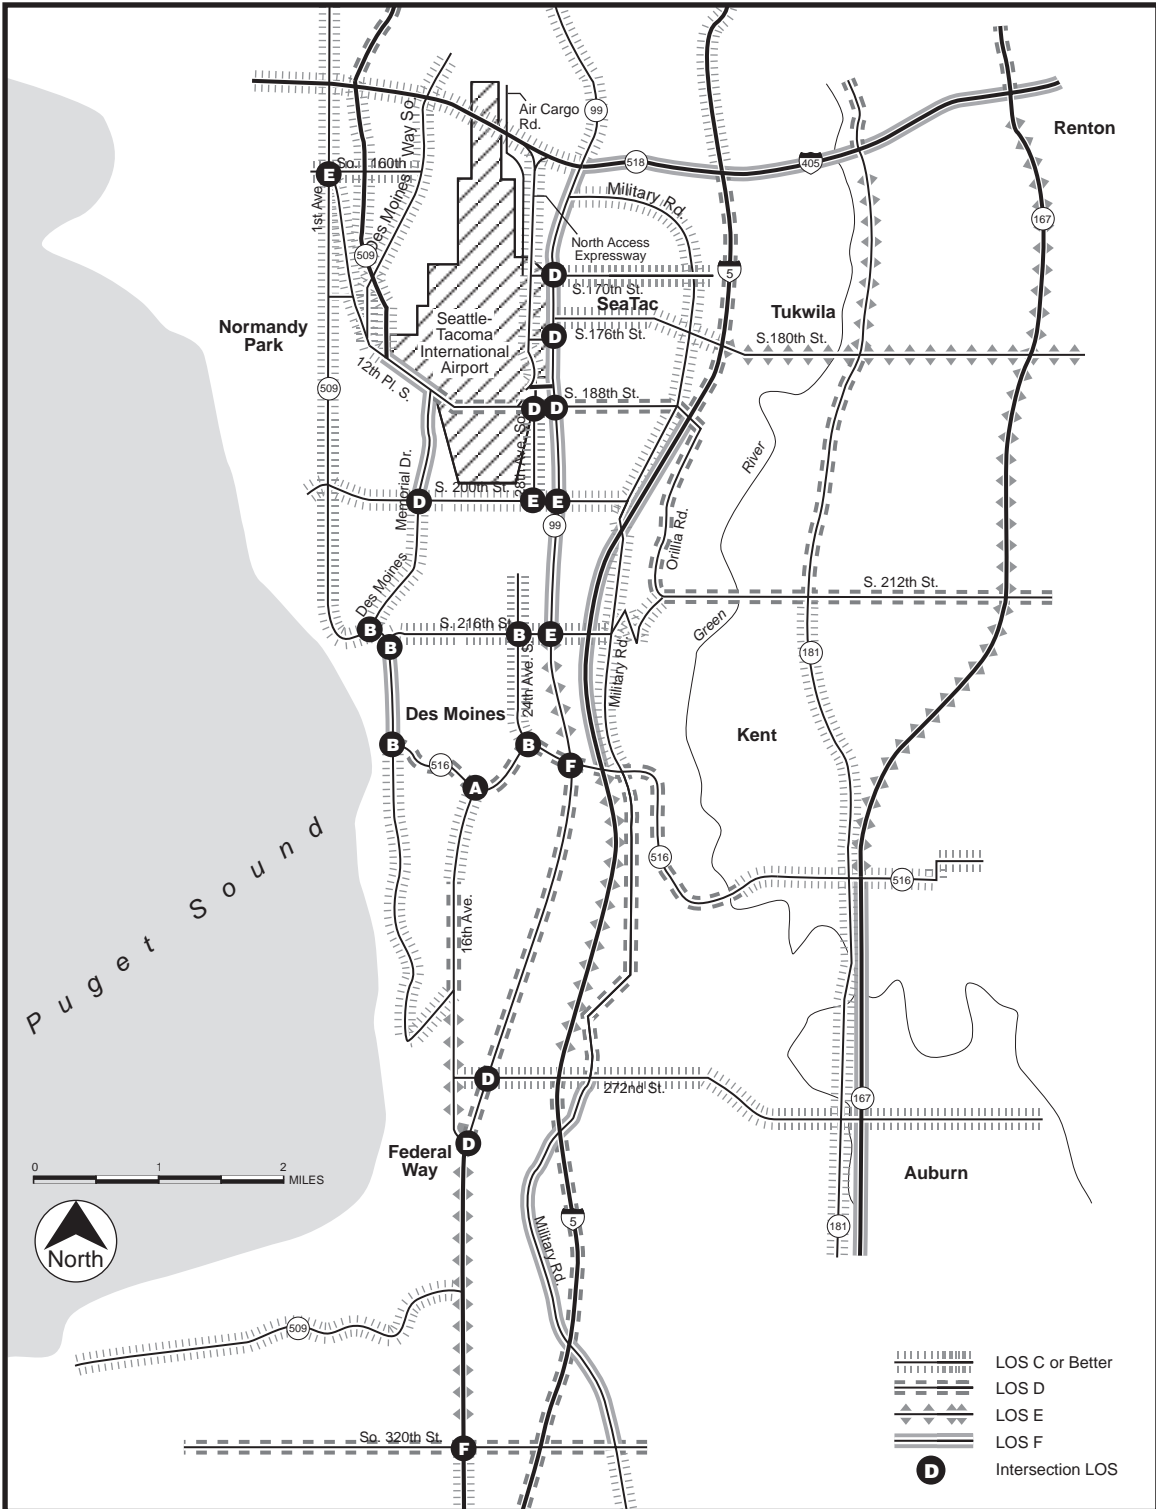 Air Cargo
Rd.
99
Renton
So. 160th
E
518
405
1st Ave.
Des Moines Way So.
Military Rd.
167
509
North Access
Expressway
D
5
S.170th St.
SeaTac
Tukwila
Normandy
Park
Seattle-
Tacoma
International
Airport
D
S.176th St.
S.180th St.
12th Pl. S.
509
S. 188th St.
D
D
28th Ave. So.
River
Memorial Dr.
S. 200th St.
D
E
E
99
Orillia Rd.
Des Moines
S. 212th St.
Green
B
S. 216th St.
B
E
B
181
24th Ave. S.
Military Rd.
Des Moines
Kent
B
516
B
F
A
516
516
Puget Sound
16th Ave.
D
272nd St.
167
D
Federal
Way
Auburn
0 1 2
MILES
North
5
181
Military Rd.
509
So. 320th St.
F
LOS C or Better
LOS D
LOS E
LOS F
D Intersection LOS